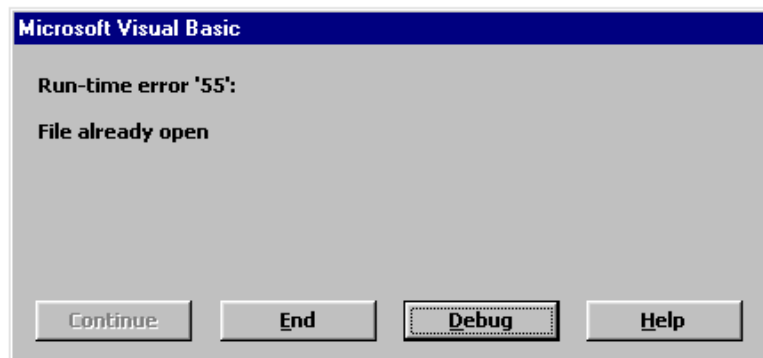 Microsoft Visual Basic
Run-time error '55':
File already open
Continue End Debug Help